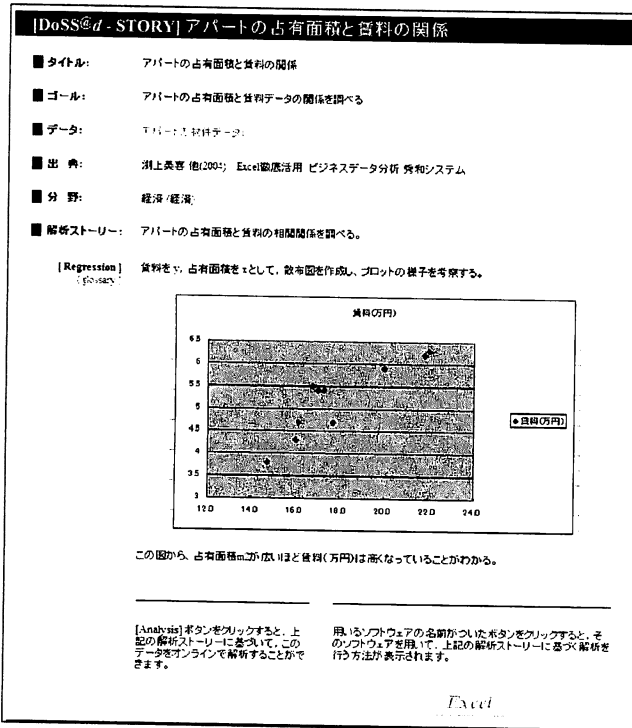 [DoSS@d - STORY] アパートの占有面積と賃料の関係
■ タイトル: アパートの占有面積と賃料の関係
■ ゴール: アパートの占有面積と賃料データの関係を調べる
■ データ:
■ 出 典: 渕上美喜 他(2004) Excel徹底活用 ビジネスデータ分析 秀和システム
■ 分 野: 経済(経済)
■ 解析ストーリー: アパートの占有面積と賃料の相関関係を調べる。
[Regression] 賃料をy, 占有面積をxとして, 散布図を作成し、プロットの様子を考察する。
[glossary]
賃料(万円)
6.5
6
5.5
5
4.5
4
3.5
3
12.0 14.0 16.0 18.0 20.0 22.0 24.0
賃料(万円)
この図から、占有面積m2が広いほど賃料(万円)は高くなっていることがわかる。
[Analysis]ボタンをクリックすると, 上
記の解析ストーリーに基づいて, この
データをオンラインで解析することがで
きます。
用いるソフトウェアの名前がついたボタンをクリックすると, そ
のソフトウェアを用いて, 上記の解析ストーリーに基づく解析を
行う方法が表示されます。
Excel